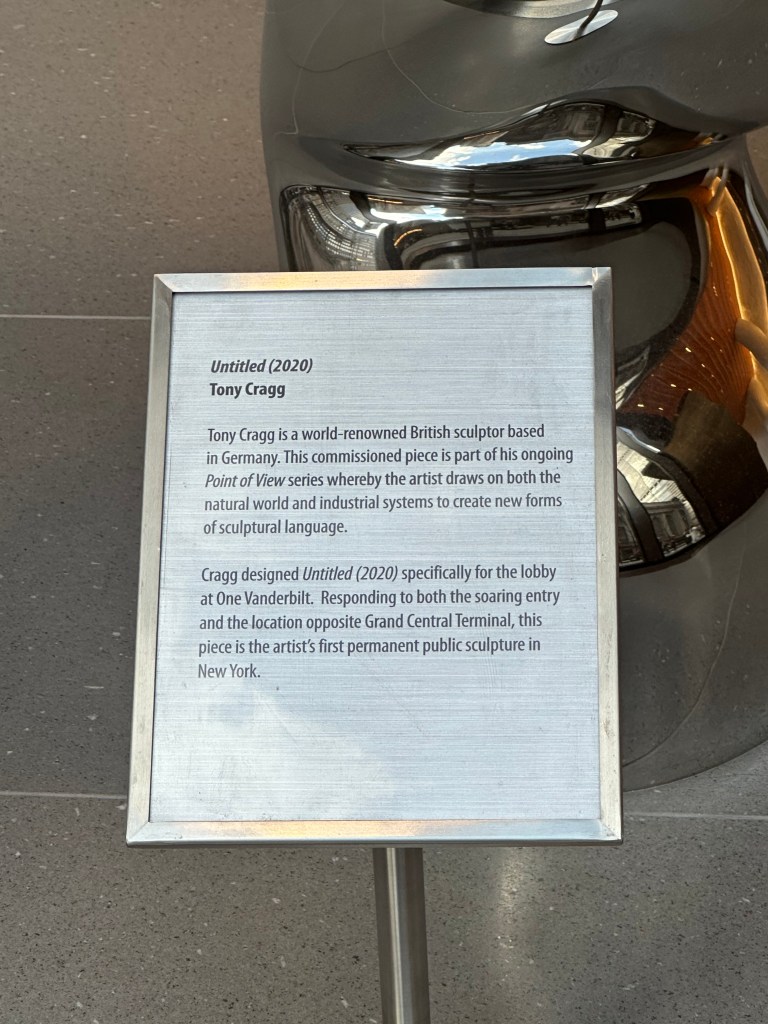 Untitled (2020)
Tony Cragg
Tony Cragg is a world-renowned British sculptor based
in Germany. This commissioned piece is part of his ongoing
Point of View series whereby the artist draws on both the
natural world and industrial systems to create new forms
of sculptural language.
Cragg designed Untitled (2020) specifically for the lobby
at One Vanderbilt.  Responding to both the soaring entry
and the location opposite Grand Central Terminal, this
piece is the artist's first permanent public sculpture in
New York.